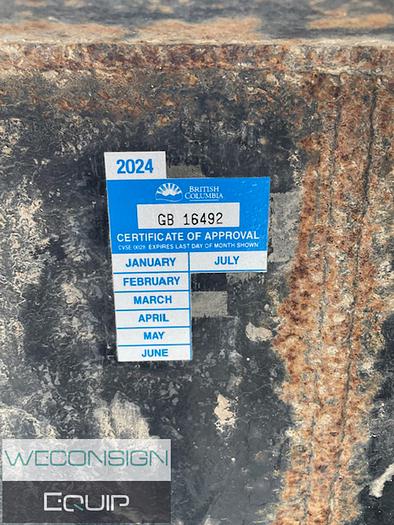 2024
BRITISH
COLUMBIA
GB 16492
CERTIFICATE OF APPROVAL
CVSE 0029 EXPIRES LAST DAY OF MONTH SHOWN
JANUARY JULY
FEBRUARY
MARCH
APRIL
MAY
JUNE
WECONSIGN
EQUIP